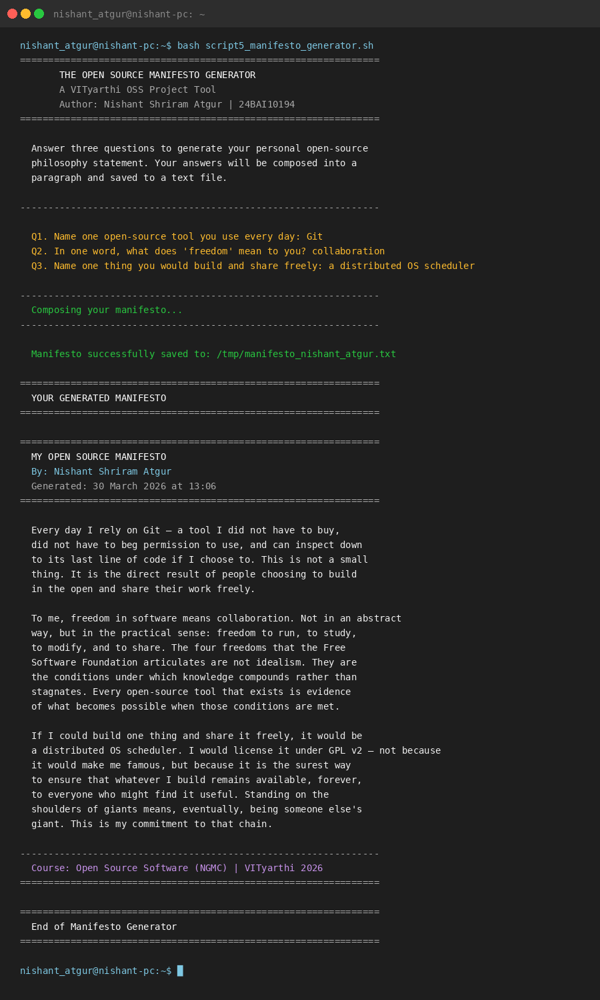 nishant_atgur@nishant-pc: ~
nishant_atgur@nishant-pc:~$ bash script5_manifesto_generator.sh
================================================================
THE OPEN SOURCE MANIFESTO GENERATOR
A VITyarthi OSS Project Tool
Author: Nishant Shriram Atgur | 24BAI10194
================================================================
Answer three questions to generate your personal open-source
philosophy statement. Your answers will be composed into a
paragraph and saved to a text file.
----------------------------------------------------------------
Q1. Name one open-source tool you use every day: Git
Q2. In one word, what does 'freedom' mean to you? collaboration
Q3. Name one thing you would build and share freely: a distributed OS scheduler
----------------------------------------------------------------
Composing your manifesto...
----------------------------------------------------------------
Manifesto successfully saved to: /tmp/manifesto_nishant_atgur.txt
================================================================
YOUR GENERATED MANIFESTO
================================================================
================================================================
MY OPEN SOURCE MANIFESTO
By: Nishant Shriram Atgur
Generated: 30 March 2026 at 13:06
================================================================
Every day I rely on Git — a tool I did not have to buy,
did not have to beg permission to use, and can inspect down
to its last line of code if I choose to. This is not a small
thing. It is the direct result of people choosing to build
in the open and share their work freely.
To me, freedom in software means collaboration. Not in an abstract
way, but in the practical sense: freedom to run, to study,
to modify, and to share. The four freedoms that the Free
Software Foundation articulates are not idealism. They are
the conditions under which knowledge compounds rather than
stagnates. Every open-source tool that exists is evidence
of what becomes possible when those conditions are met.
If I could build one thing and share it freely, it would be
a distributed OS scheduler. I would license it under GPL v2 — not because
it would make me famous, but because it is the surest way
to ensure that whatever I build remains available, forever,
to everyone who might find it useful. Standing on the
shoulders of giants means, eventually, being someone else's
giant. This is my commitment to that chain.
----------------------------------------------------------------
Course: Open Source Software (NGMC) | VITyarthi 2026
================================================================
================================================================
End of Manifesto Generator
================================================================
nishant_atgur@nishant-pc:~$